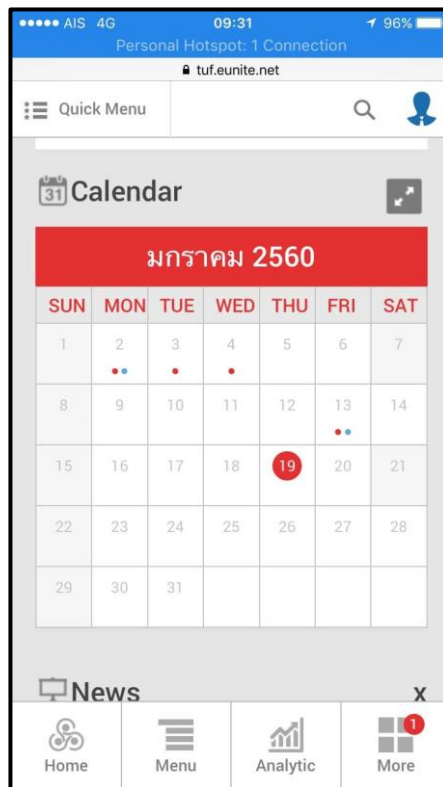 AIS 4G 09:31 96%
Personal Hotspot: 1 Connection
tuf.eunite.net
Quick Menu
31 Calendar
มกราคม 2560
SUN MON TUE WED THU FRI SAT
1 2 3 4 5 6 7
8 9 10 11 12 13 14
15 16 17 18 19 20 21
22 23 24 25 26 27 28
29 30 31
News X
1
Home Menu Analytic More